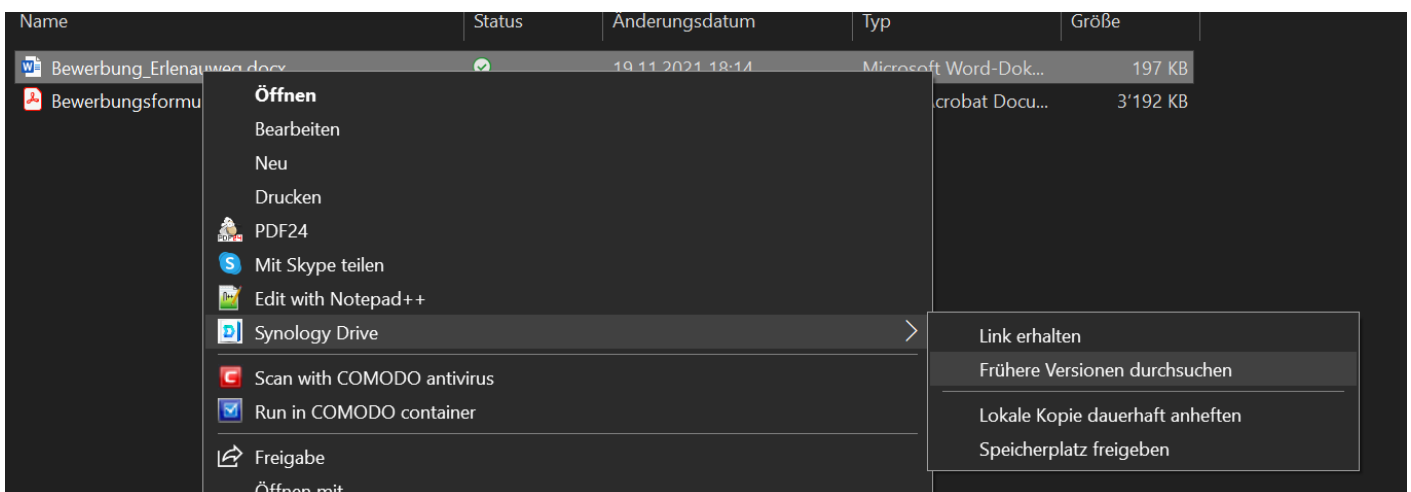 Name Status Änderungsdatum Typ Größe
Bewerbung_Erlenauweg.docx 19.11.2021 18:14 Microsoft Word-Dok... 197 KB
Bewerbungsformu crobat Docu... 3’192 KB
Öffnen
Bearbeiten
Neu
Drucken
PDF24
Mit Skype teilen
Edit with Notepad++
Synology Drive
Link erhalten
Frühere Versionen durchsuchen
Lokale Kopie dauerhaft anheften
Speicherplatz freigeben
Scan with COMODO antivirus
Run in COMODO container
Freigabe
Öffnen mit